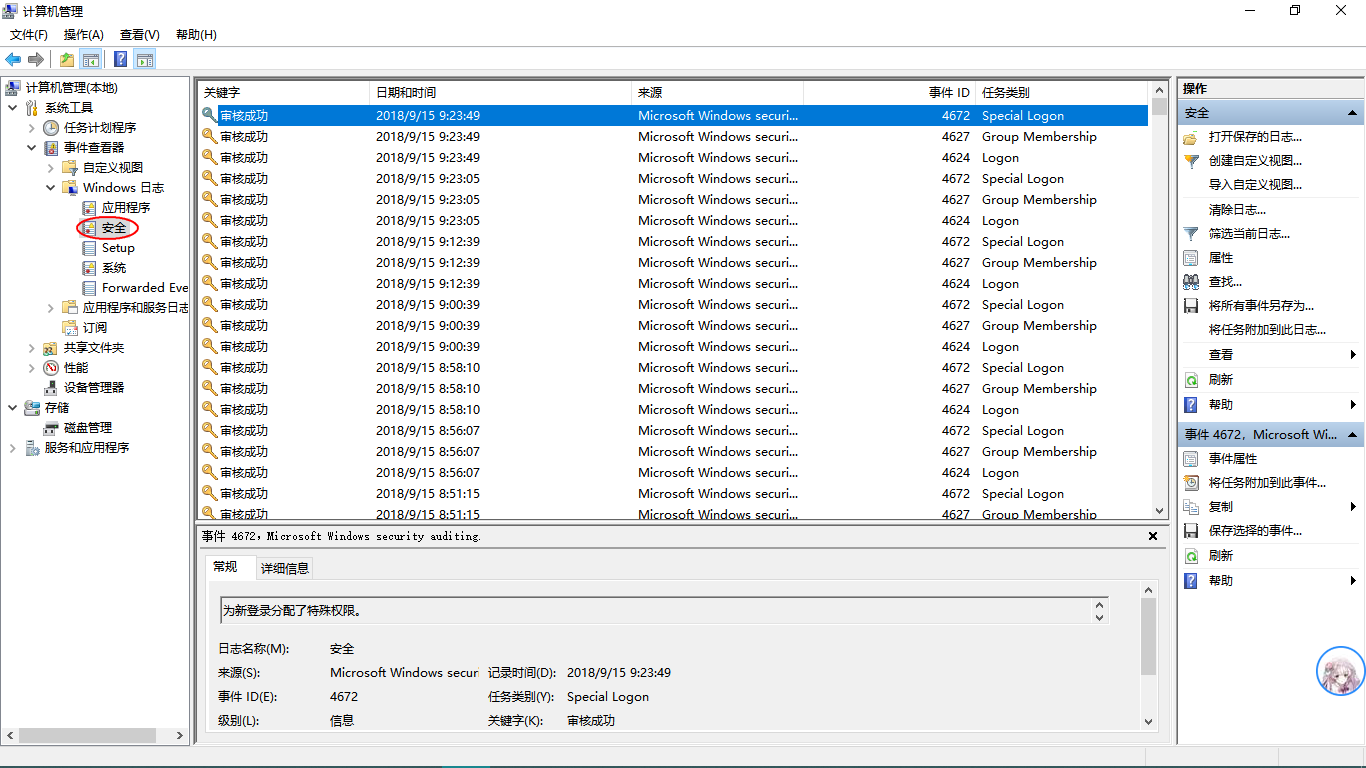 计算机管理
文件(F) 操作(A) 查看(V) 帮助(H)
计算机管理(本地)
系统工具
任务计划程序
事件查看器
自定义视图
Windows 日志
应用程序
安全
Setup
系统
Forwarded Eve
应用程序和服务日志
订阅
共享文件夹
性能
设备管理器
存储
磁盘管理
服务和应用程序
关键字 日期和时间 来源 事件 ID 任务类别
审核成功 2018/9/15 9:23:49 Microsoft Windows securi... 4672 Special Logon
审核成功 2018/9/15 9:23:49 Microsoft Windows securi... 4627 Group Membership
审核成功 2018/9/15 9:23:49 Microsoft Windows securi... 4624 Logon
审核成功 2018/9/15 9:23:05 Microsoft Windows securi... 4672 Special Logon
审核成功 2018/9/15 9:23:05 Microsoft Windows securi... 4627 Group Membership
审核成功 2018/9/15 9:23:05 Microsoft Windows securi... 4624 Logon
审核成功 2018/9/15 9:12:39 Microsoft Windows securi... 4672 Special Logon
审核成功 2018/9/15 9:12:39 Microsoft Windows securi... 4627 Group Membership
审核成功 2018/9/15 9:12:39 Microsoft Windows securi... 4624 Logon
审核成功 2018/9/15 9:00:39 Microsoft Windows securi... 4672 Special Logon
审核成功 2018/9/15 9:00:39 Microsoft Windows securi... 4627 Group Membership
审核成功 2018/9/15 9:00:39 Microsoft Windows securi... 4624 Logon
审核成功 2018/9/15 8:58:10 Microsoft Windows securi... 4672 Special Logon
审核成功 2018/9/15 8:58:10 Microsoft Windows securi... 4627 Group Membership
审核成功 2018/9/15 8:58:10 Microsoft Windows securi... 4624 Logon
审核成功 2018/9/15 8:56:07 Microsoft Windows securi... 4672 Special Logon
审核成功 2018/9/15 8:56:07 Microsoft Windows securi... 4627 Group Membership
审核成功 2018/9/15 8:56:07 Microsoft Windows securi... 4624 Logon
审核成功 2018/9/15 8:51:15 Microsoft Windows securi... 4672 Special Logon
审核成功 2018/9/15 8:51:15 Microsoft Windows securi... 4627 Group Membership
事件 4672，Microsoft Windows security auditing.
常规 详细信息
为新登录分配了特殊权限。
日志名称(M): 安全
来源(S): Microsoft Windows securi 记录时间(D): 2018/9/15 9:23:49
事件 ID(E): 4672 任务类别(Y): Special Logon
级别(L): 信息 关键字(K): 审核成功
操作
安全
打开保存的日志...
创建自定义视图...
导入自定义视图...
清除日志...
筛选当前日志...
属性
查找...
将所有事件另存为...
将任务附加到此日志...
查看
刷新
帮助
事件 4672，Microsoft Wi...
事件属性
将任务附加到此事件...
复制
保存选择的事件...
刷新
帮助